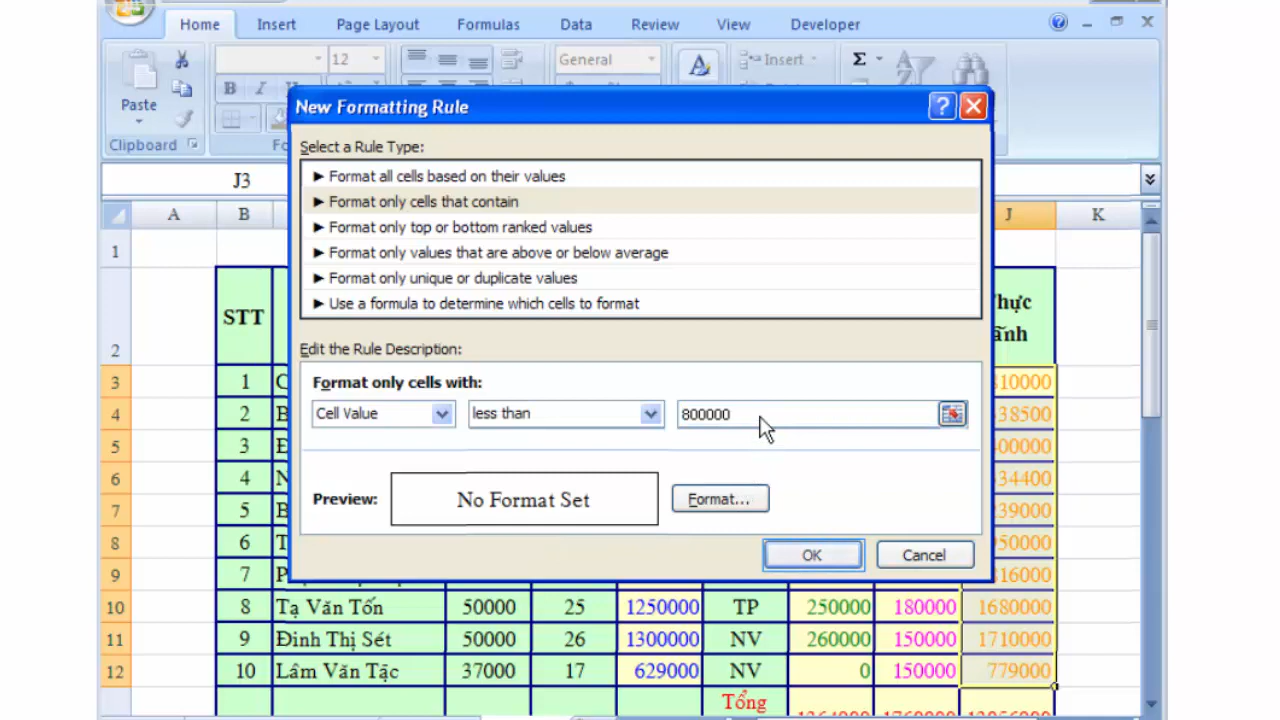 Home Insert Page Layout Formulas Data Review View Developer
12 General Insert Σ
Paste B I
Clipboard
New Formatting Rule
Select a Rule Type:
► Format all cells based on their values
► Format only cells that contain
► Format only top or bottom ranked values
► Format only values that are above or below average
► Format only unique or duplicate values
► Use a formula to determine which cells to format
Edit the Rule Description:
Format only cells with:
Cell Value less than 800000
Preview: No Format Set Format...
OK Cancel
J3
A B J K
1
2 STT
3 1 10000
4 2 38500
5 3 Đ 00000
6 4 N 34400
7 5 B 39000
8 6 T 50000
9 7 P 16000
10 8 Tạ Văn Tốn 50000 25 1250000 TP 250000 180000 1680000
11 9 Đinh Thị Sét 50000 26 1300000 NV 260000 150000 1710000
12 10 Lâm Văn Tặc 37000 17 629000 NV 0 150000 779000
Tổng